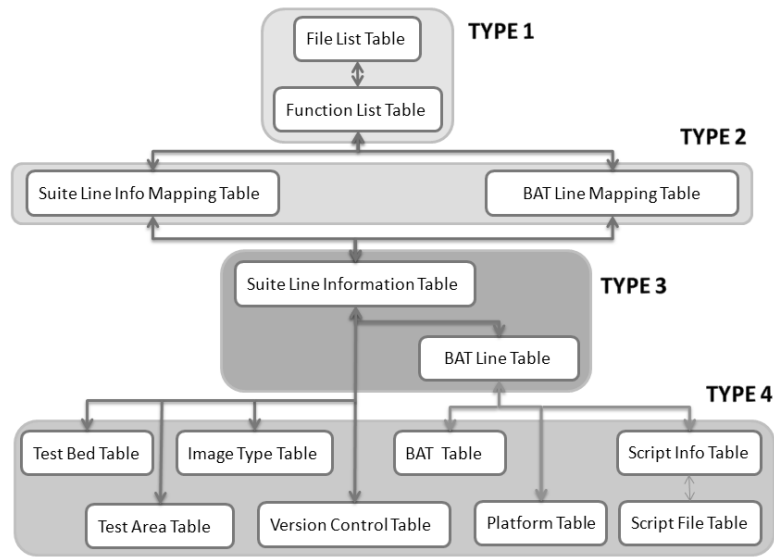 File List Table
TYPE 1
Function List Table
TYPE 2
Suite Line Info Mapping Table
BAT Line Mapping Table
Suite Line Information Table
TYPE 3
BAT Line Table
TYPE 4
Test Bed Table
Image Type Table
BAT Table
Script Info Table
Test Area Table
Version Control Table
Platform Table
Script File Table